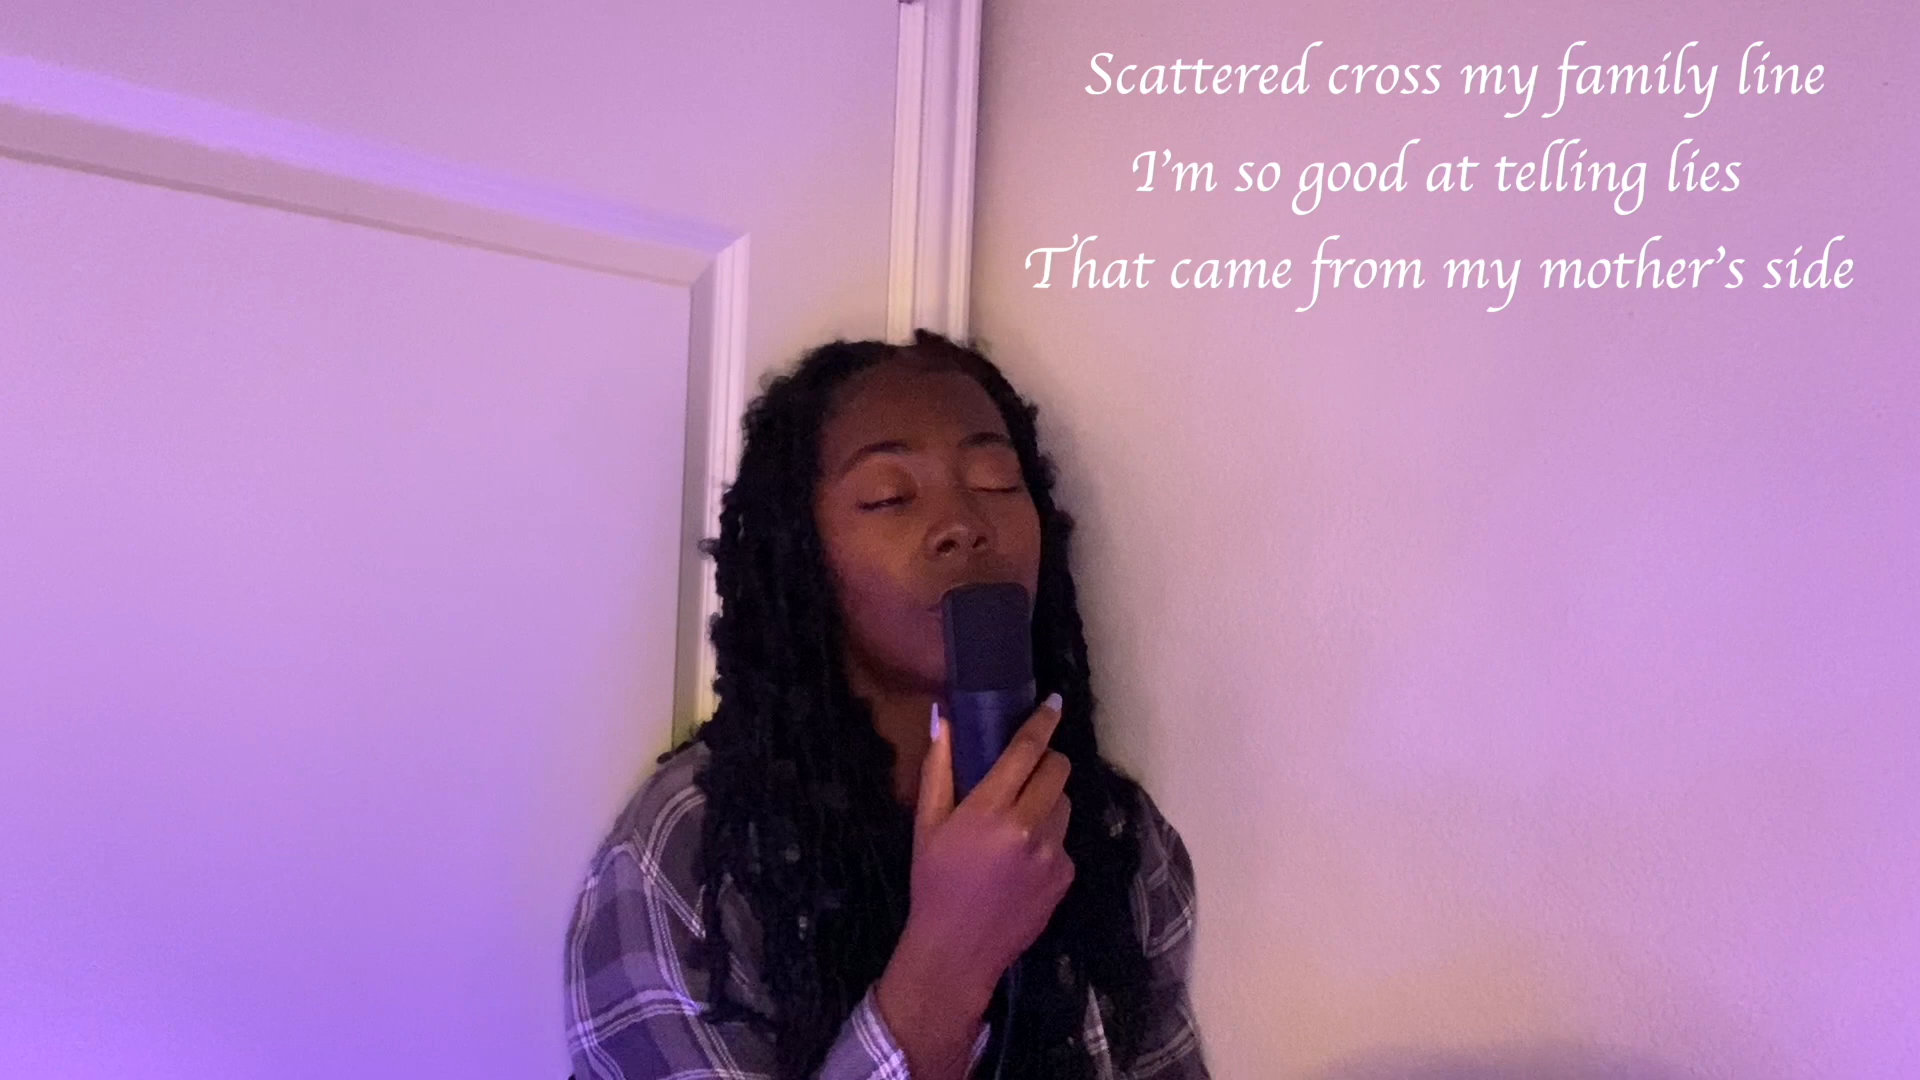 Scattered cross my family line
I'm so good at telling lies
That came from my mother's side